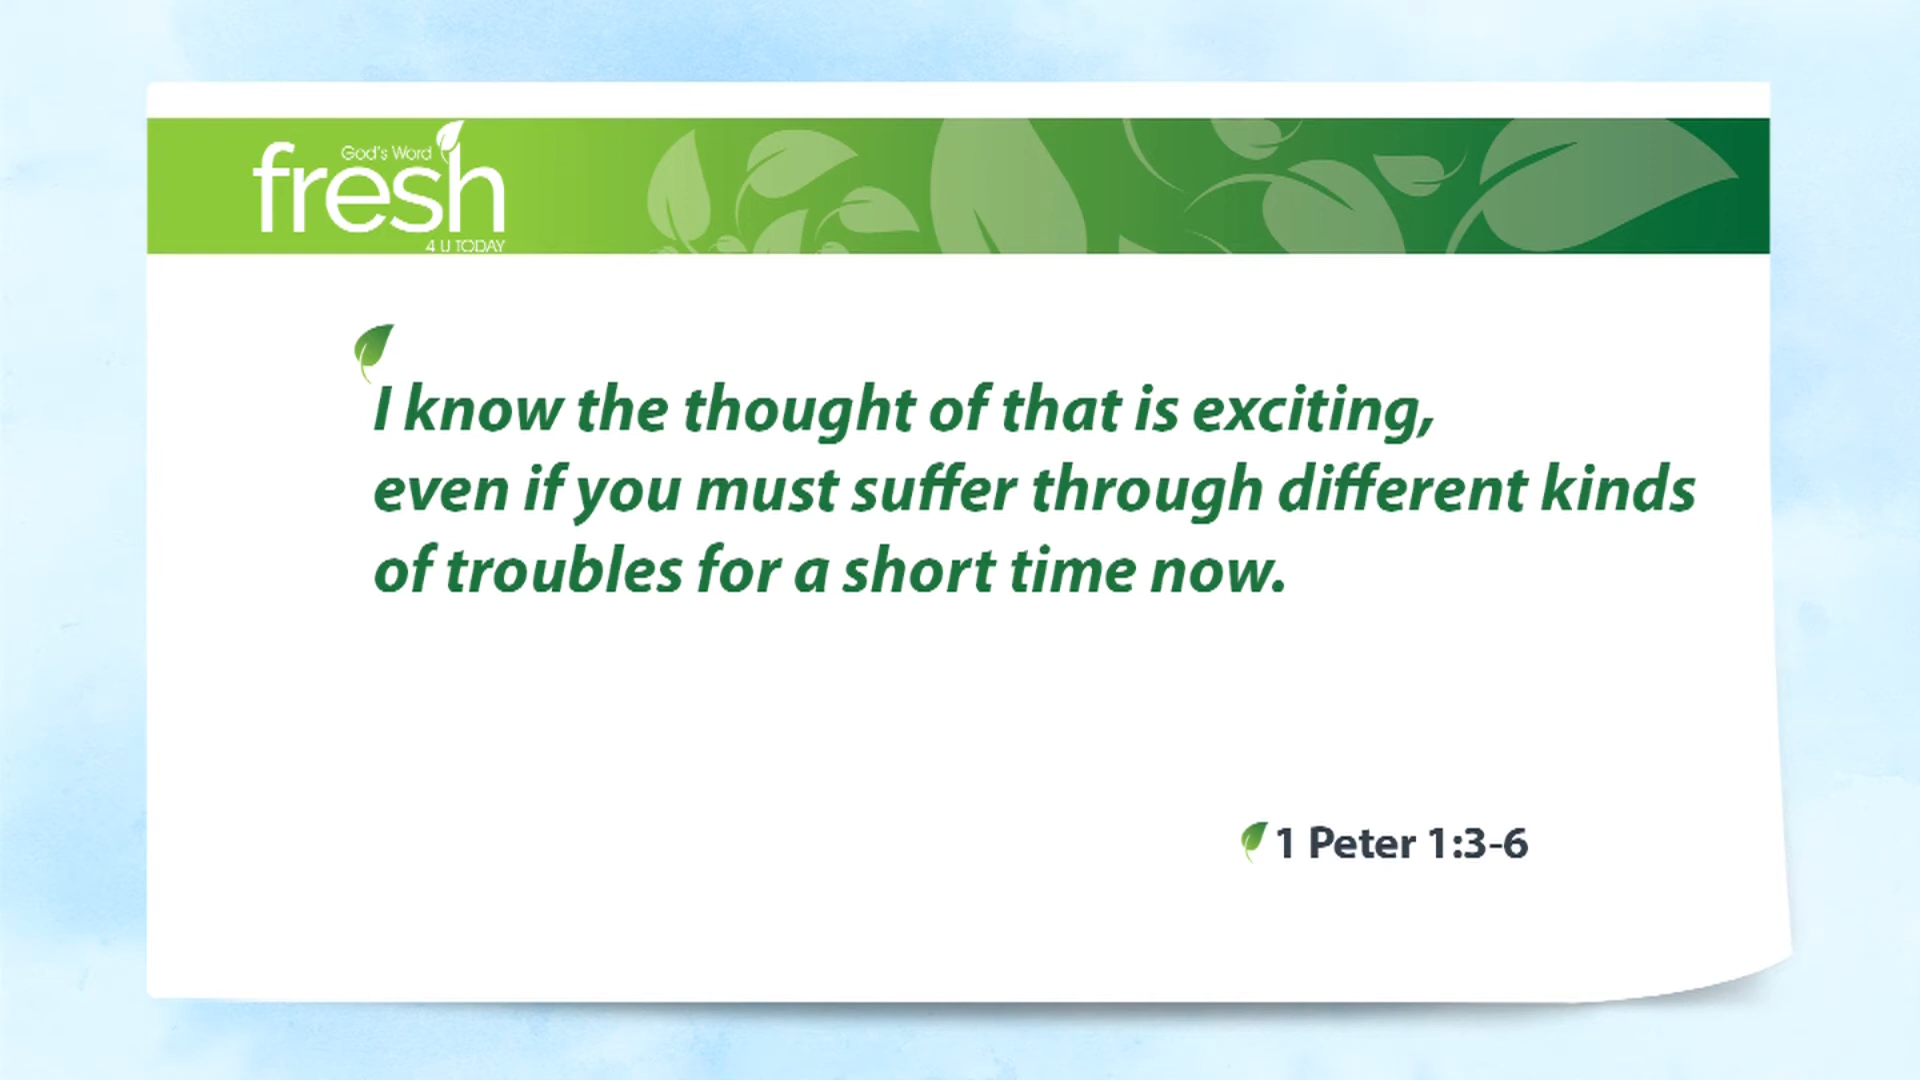 God's Word
fresh
4 U TODAY
I know the thought of that is exciting,
even if you must suffer through different kinds
of troubles for a short time now.
1 Peter 1:3-6